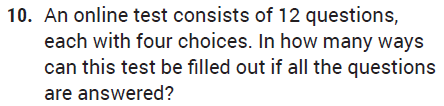 10. An online test consists of 12 questions,
each with four choices. In how many ways
can this test be filled out if all the questions
are answered?